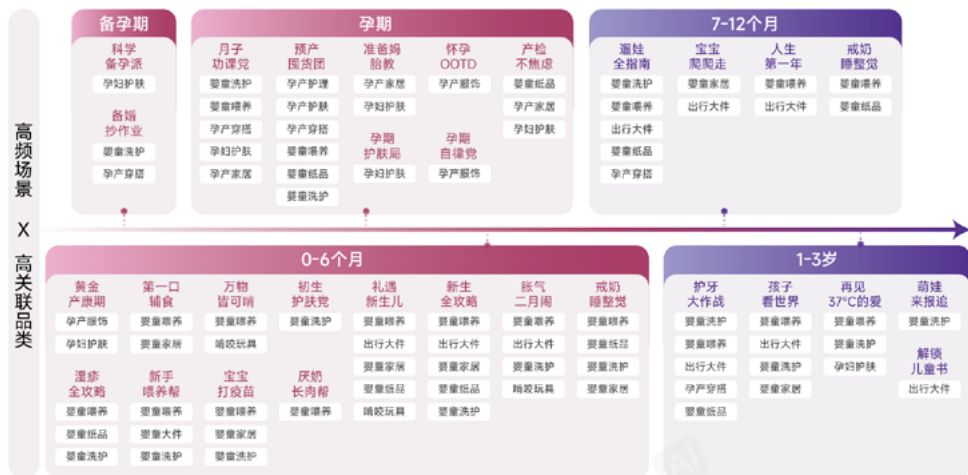 高频场景
X
高关联品类
备孕期
科学
备孕派
孕妇护肤
备婚
抄作业
婴童洗护
孕产穿搭
孕期
月子
功课党
婴童洗护
婴童喂养
孕产穿搭
孕妇护肤
孕产家居
预产
囤货团
孕产护理
孕产护肤
孕产穿搭
婴童喂养
婴童纸品
婴童洗护
准爸妈
胎教
孕产家居
孕妇护肤
孕期
护肤局
孕妇护肤
怀孕
OOTD
孕产服饰
孕期
自律党
孕产服饰
产检
不焦虑
婴童纸品
孕产家居
孕妇护肤
7-12个月
遛娃
全指南
婴童洗护
婴童喂养
出行大件
婴童纸品
孕产穿搭
宝宝
爬爬走
婴童家居
出行大件
人生
第一年
婴童喂养
出行大件
戒奶
睡整觉
婴童喂养
婴童纸品
0-6个月
黄金
产康期
孕产服饰
孕妇护肤
湿疹
全攻略
婴童喂养
婴童纸品
婴童洗护
第一口
辅食
婴童喂养
婴童家居
新手
喂养帮
婴童喂养
婴童大件
婴童洗护
万物
皆可啃
婴童喂养
啃咬玩具
宝宝
打疫苗
婴童喂养
婴童家居
婴童洗护
初生
护肤党
婴童洗护
厌奶
长肉帮
婴童喂养
礼遇
新生儿
婴童喂养
出行大件
婴童家居
婴童纸品
啃咬玩具
新生
全攻略
婴童喂养
出行大件
婴童家居
婴童纸品
婴童洗护
胀气
二月闹
婴童喂养
出行大件
婴童洗护
啃咬玩具
戒奶
睡整觉
婴童喂养
婴童纸品
婴童洗护
婴童家居
1-3岁
护牙
大作战
婴童洗护
婴童喂养
出行大件
孕产穿搭
婴童纸品
孩子
看世界
婴童喂养
出行大件
婴童洗护
婴童家居
再见
37°C的爱
婴童喂养
婴童洗护
孕妇护肤
萌娃
来报追
婴童洗护
解锁
儿童书
出行大件